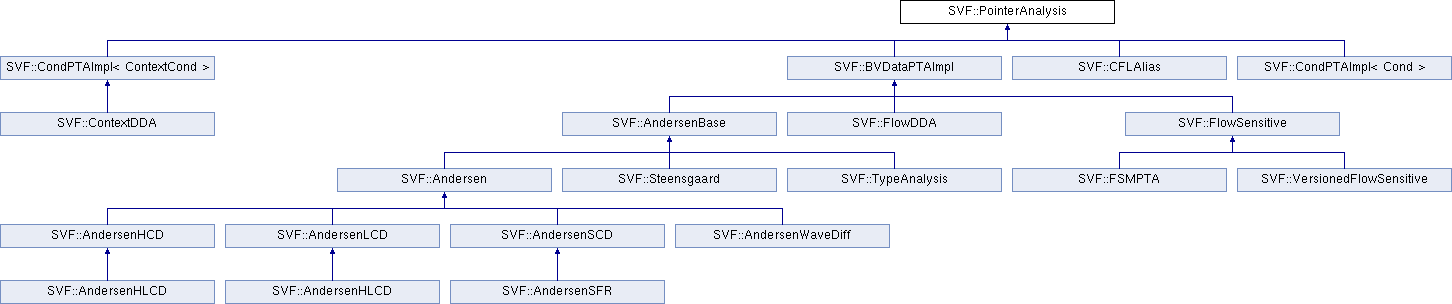 SVF::PointerAnalysis
SVF::CondPTAImpl< ContextCond >
SVF::BVDataPTAImpl
SVF::CFLAlias
SVF::CondPTAImpl< Cond >
SVF::ContextDDA
SVF::AndersenBase
SVF::FlowDDA
SVF::FlowSensitive
SVF::Andersen
SVF::Steensgaard
SVF::TypeAnalysis
SVF::FSMPTA
SVF::VersionedFlowSensitive
SVF::AndersenHCD
SVF::AndersenLCD
SVF::AndersenSCD
SVF::AndersenWaveDiff
SVF::AndersenHLCD
SVF::AndersenHLCD
SVF::AndersenSFR